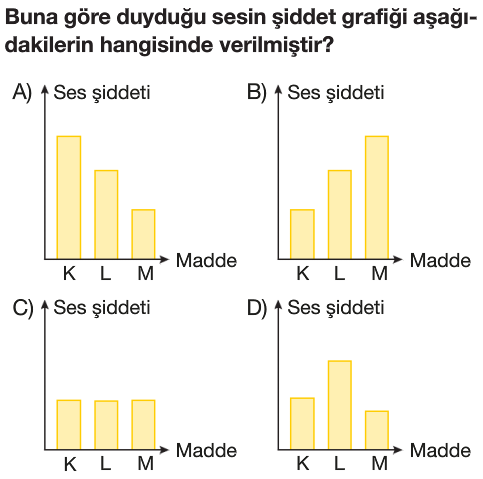 Buna göre duyduğu sesin şiddet grafiği aşağı-
dakilerin hangisinde verilmiştir?
A) Ses şiddeti
K L M Madde
B) Ses şiddeti
K L M Madde
C) Ses şiddeti
K L M Madde
D) Ses şiddeti
K L M Madde